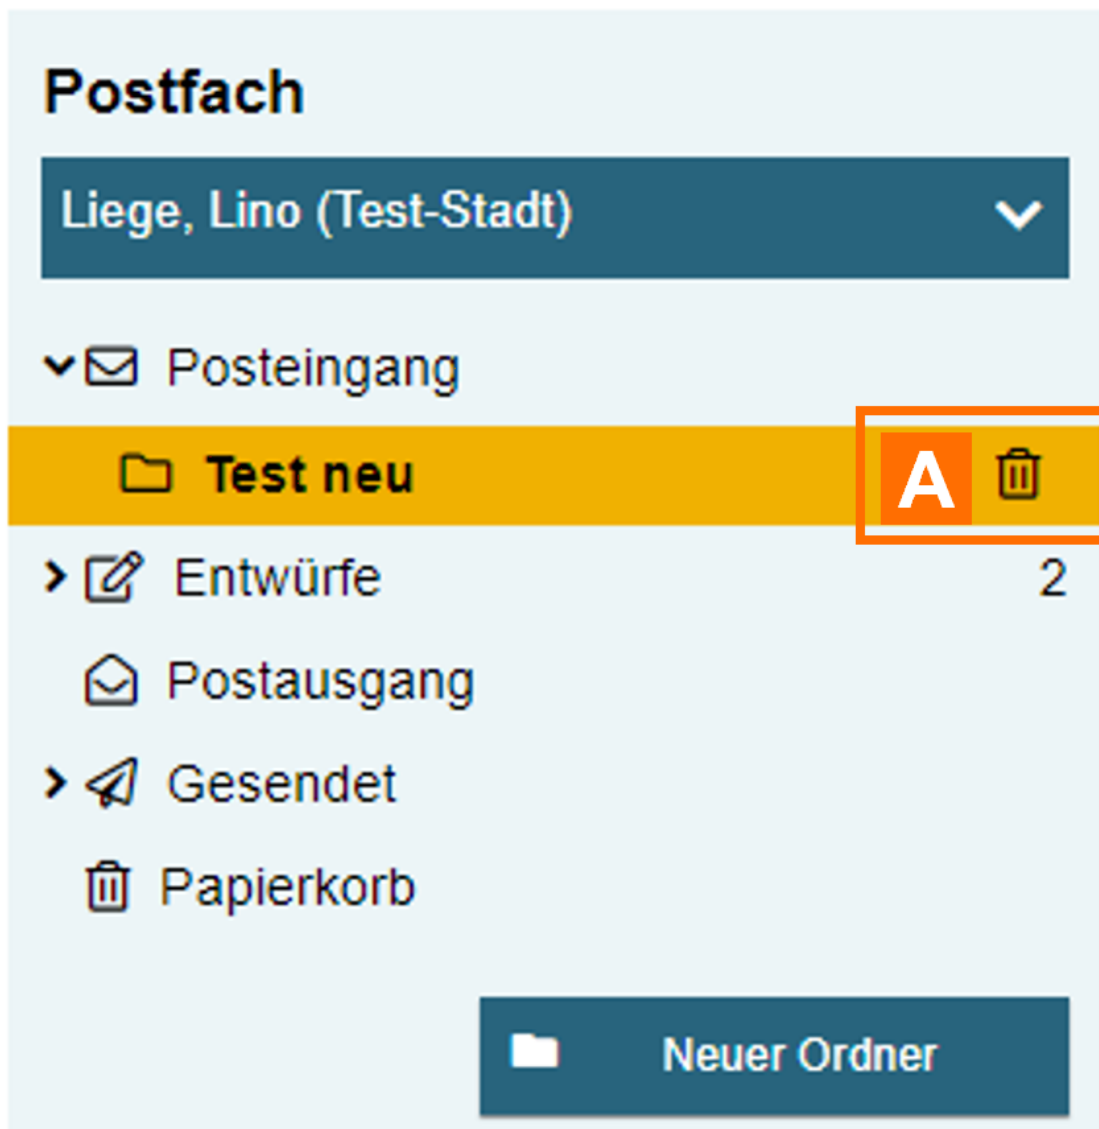 Postfach
Liege, Lino (Test-Stadt)
Posteingang
Test neu A
Entwürfe 2
Postausgang
Gesendet
Papierkorb
Neuer Ordner